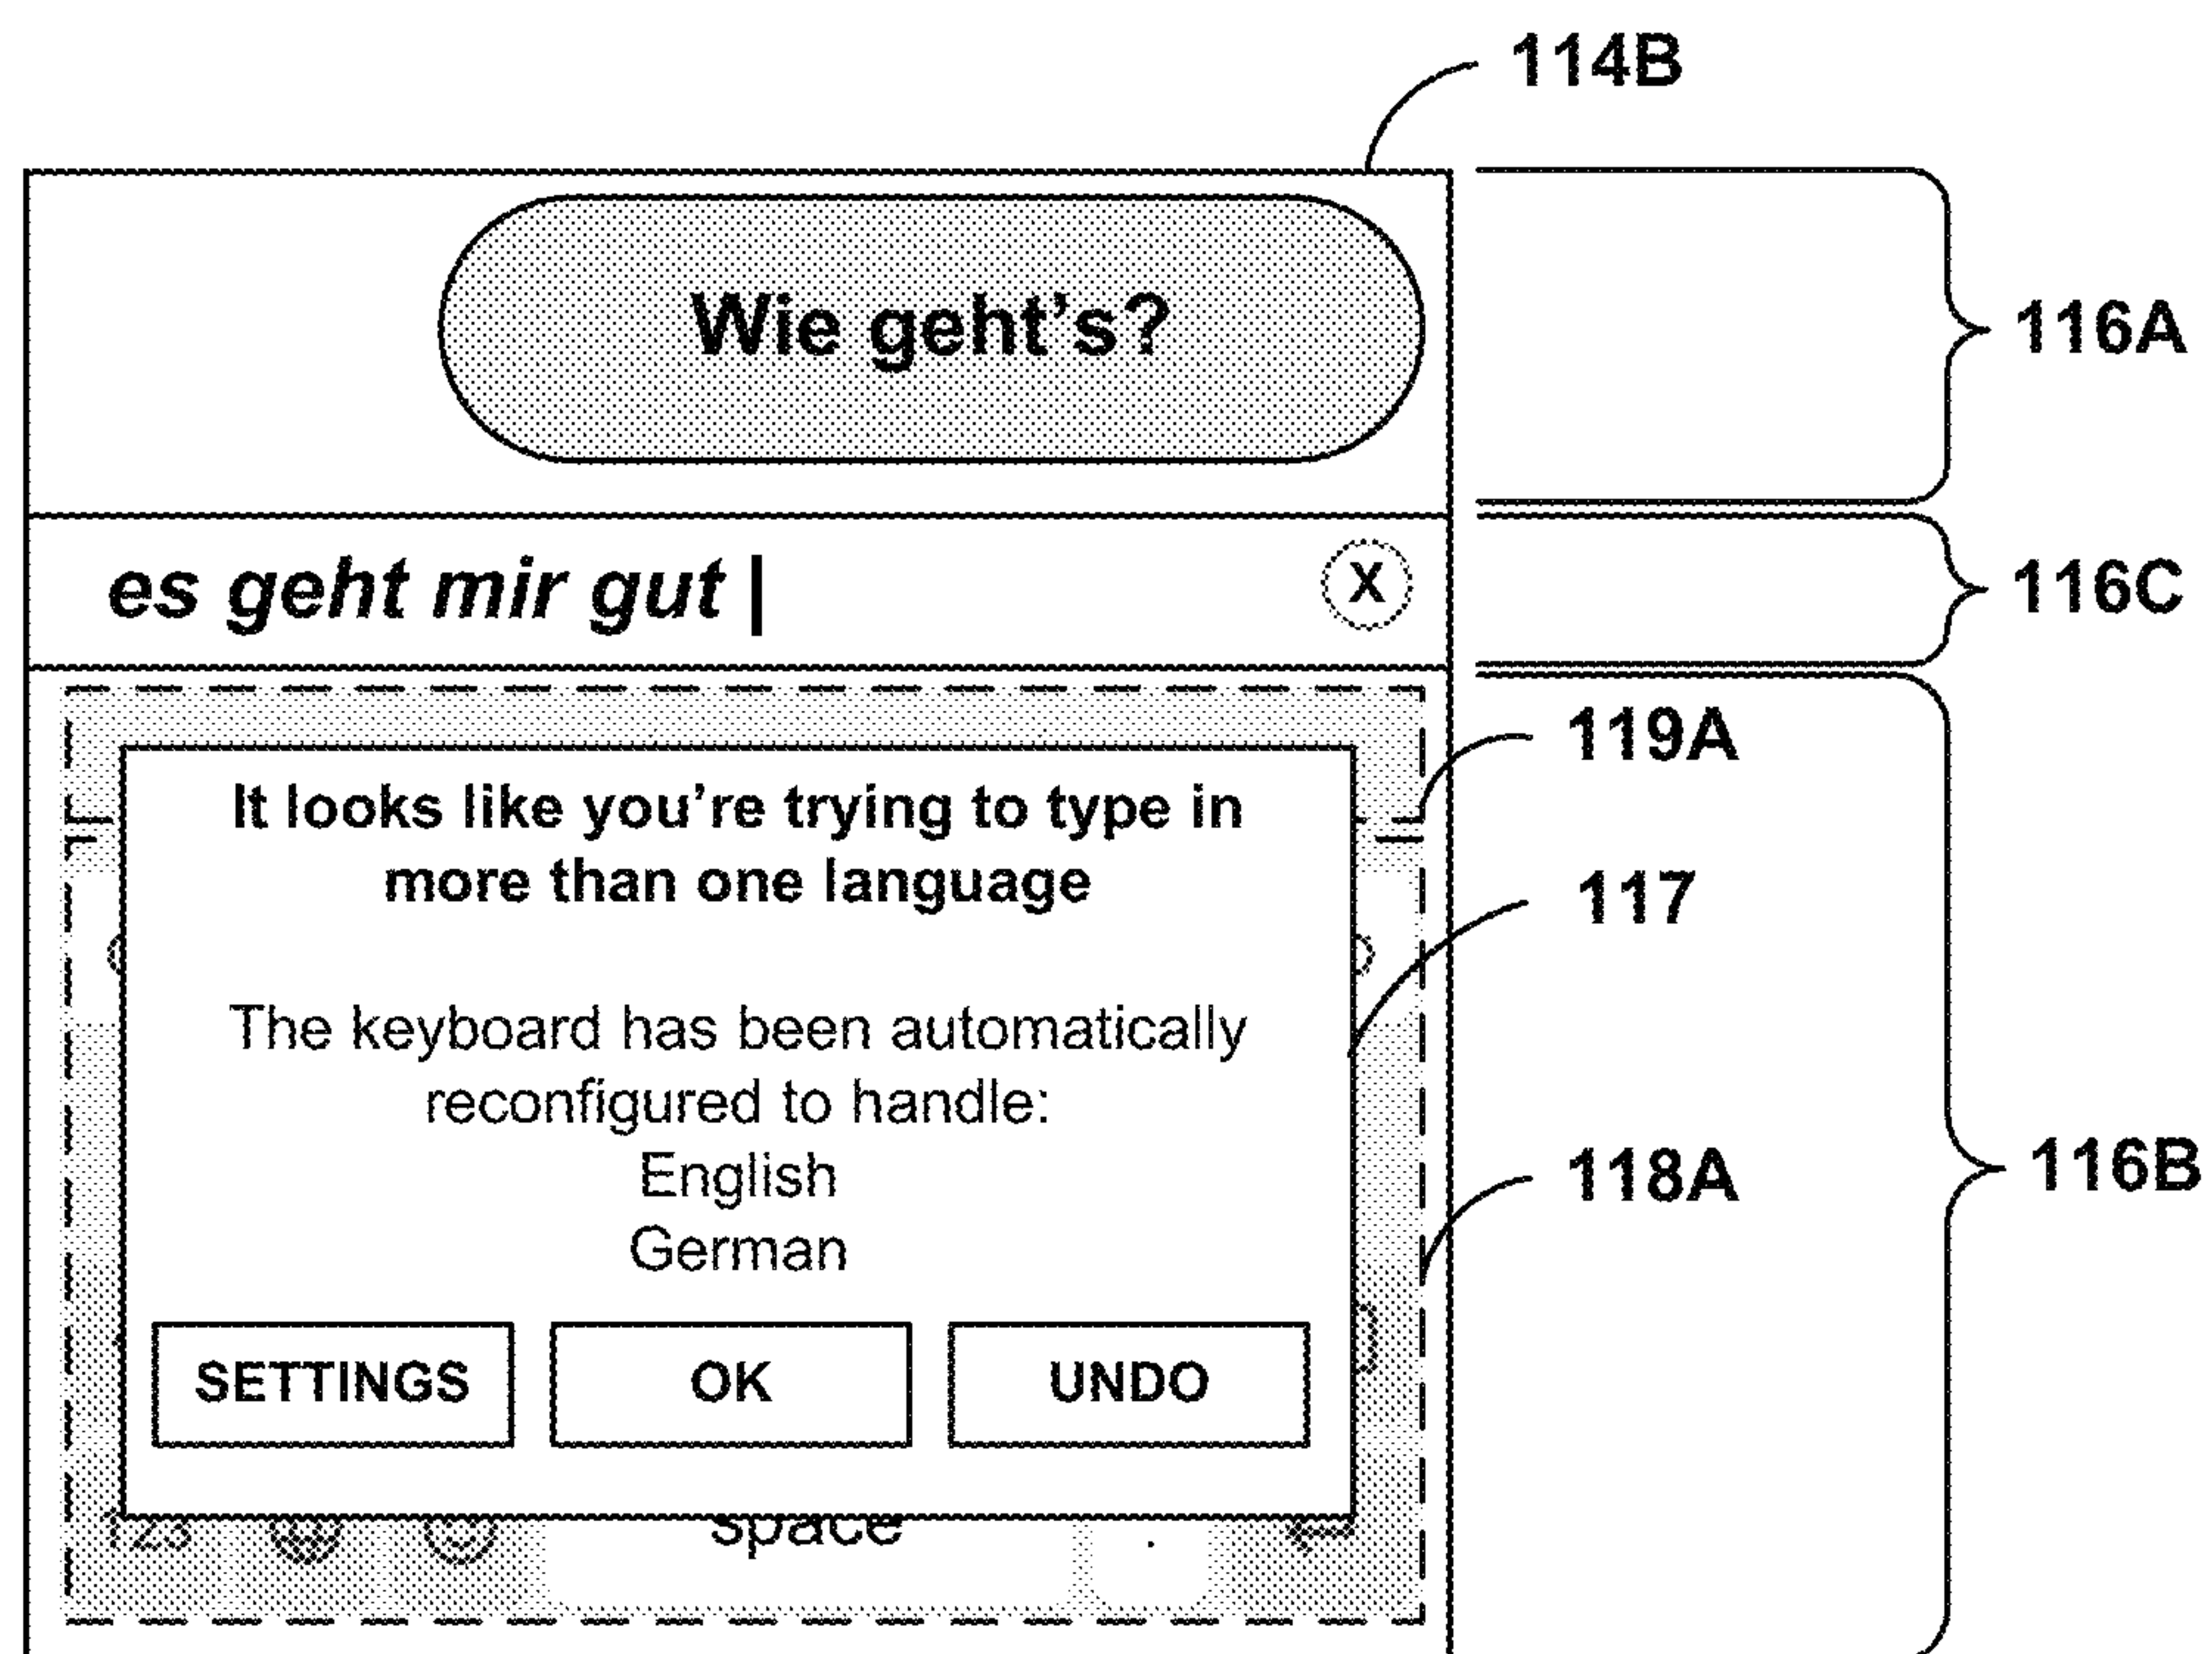 114B
Wie geht’s?
116A
es geht mir gut |
X
116C
119A
It looks like you’re trying to type in
more than one language
117
The keyboard has been automatically
reconfigured to handle:
English
German
118A
116B
SETTINGS
OK
UNDO
123
space
.